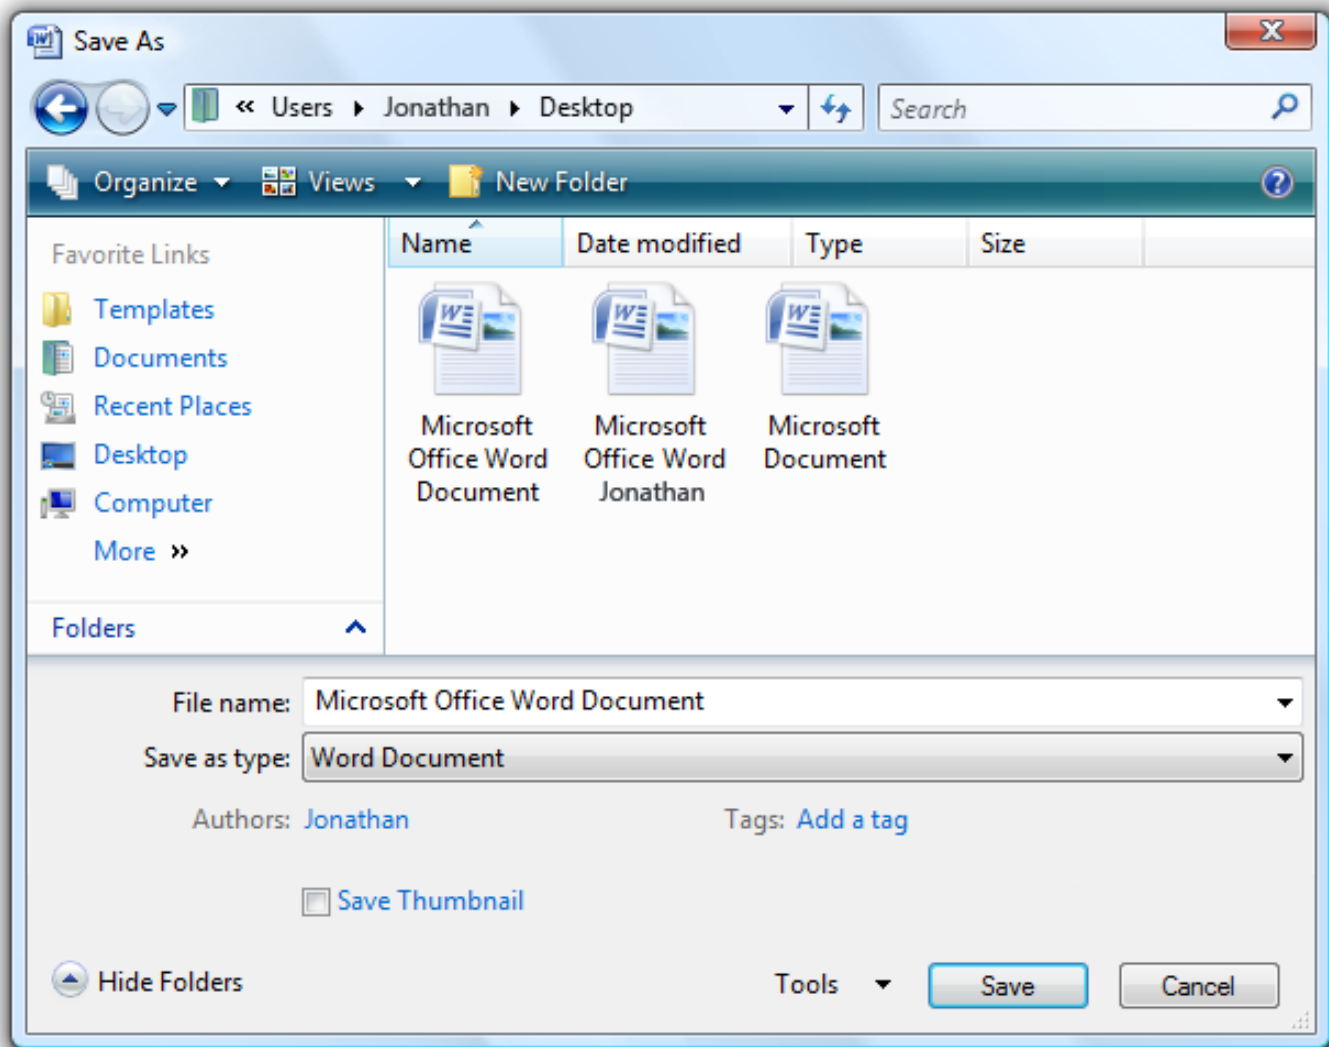 Save As
« Users Jonathan Desktop Search
Organize Views New Folder
Favorite Links
Templates
Documents
Recent Places
Desktop
Computer
More »
Folders
Name Date modified Type Size
Microsoft Office Word Document
Microsoft Office Word Jonathan
Microsoft Document
File name: Microsoft Office Word Document
Save as type: Word Document
Authors: Jonathan Tags: Add a tag
Save Thumbnail
Hide Folders Tools Save Cancel